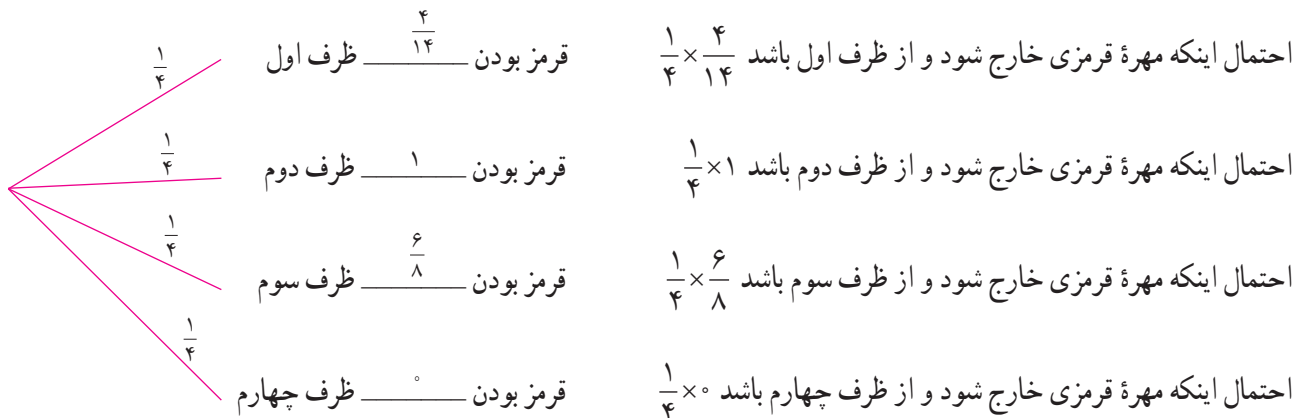 احتمال اینکه مهرهٔ قرمزی خارج شود و از ظرف اول باشد ۱/۴ × ۴/۱۴ قرمز بودن ۴/۱۴ ظرف اول ۱/۴
احتمال اینکه مهرهٔ قرمزی خارج شود و از ظرف دوم باشد ۱/۴ × ۱ قرمز بودن ۱ ظرف دوم ۱/۴
احتمال اینکه مهرهٔ قرمزی خارج شود و از ظرف سوم باشد ۱/۴ × ۶/۸ قرمز بودن ۶/۸ ظرف سوم ۱/۴
احتمال اینکه مهرهٔ قرمزی خارج شود و از ظرف چهارم باشد ۱/۴ × ۰ قرمز بودن ۰ ظرف چهارم ۱/۴